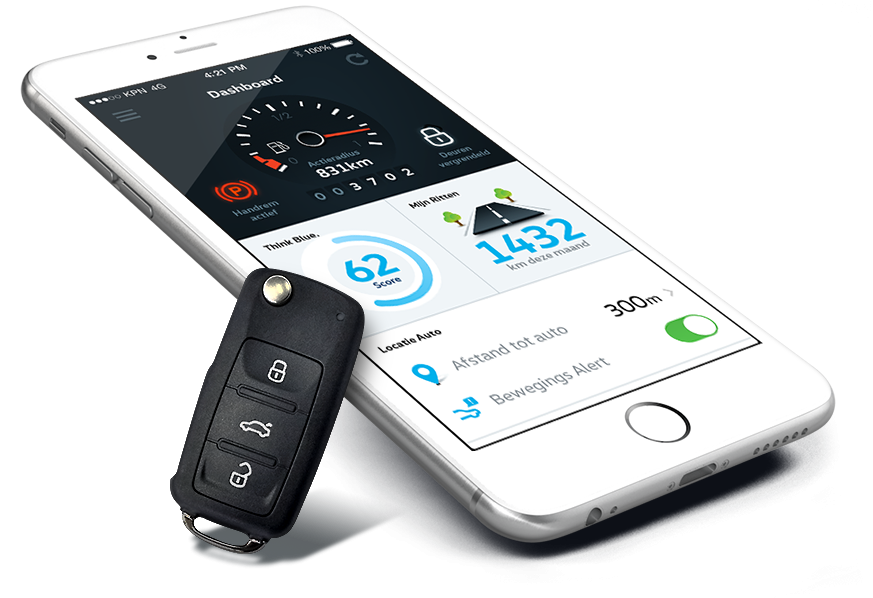 KPN 4G
4:21 PM
100%
Dashboard
1/2
0
Actieradius
831km
003702
P
Handrem
actief
Deuren
vergrendeld
Think Blue.
62
Score
Mijn Ritten
1432
km deze maand
Locatie Auto
Afstand tot auto
300m
Bewegings Alert